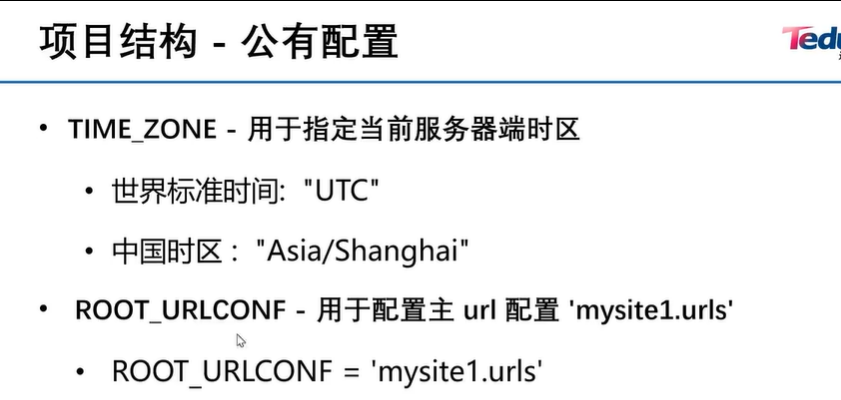 项目结构 - 公有配置
Tedu
• TIME_ZONE - 用于指定当前服务器端时区
• 世界标准时间: "UTC"
• 中国时区： "Asia/Shanghai"
• ROOT_URLCONF - 用于配置主 url 配置 'mysite1.urls'
• ROOT_URLCONF = 'mysite1.urls'